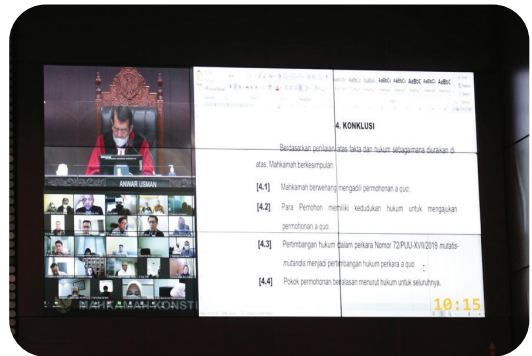 ANWAR USMAN
MAHKAMAH KONSTI
4. KONKLUSI
Berdasarkan penilaian atas fakta dan hukum sebagaimana diuraikan di
atas, Mahkamah berkesimpulan:
[4.1] Mahkamah berwenang mengadili permohonan a quo;
[4.2] Para Pemohon memiliki kedudukan hukum untuk mengajukan
permohonan a quo;
[4.3] Pertimbangan hukum dalam perkara Nomor 72/PUU-XVII/2019 mutatis-
mutandis menjadi pertimbangan hukum perkara a quo.
[4.4] Pokok permohonan beralasan menurut hukum untuk seluruhnya.
10:15